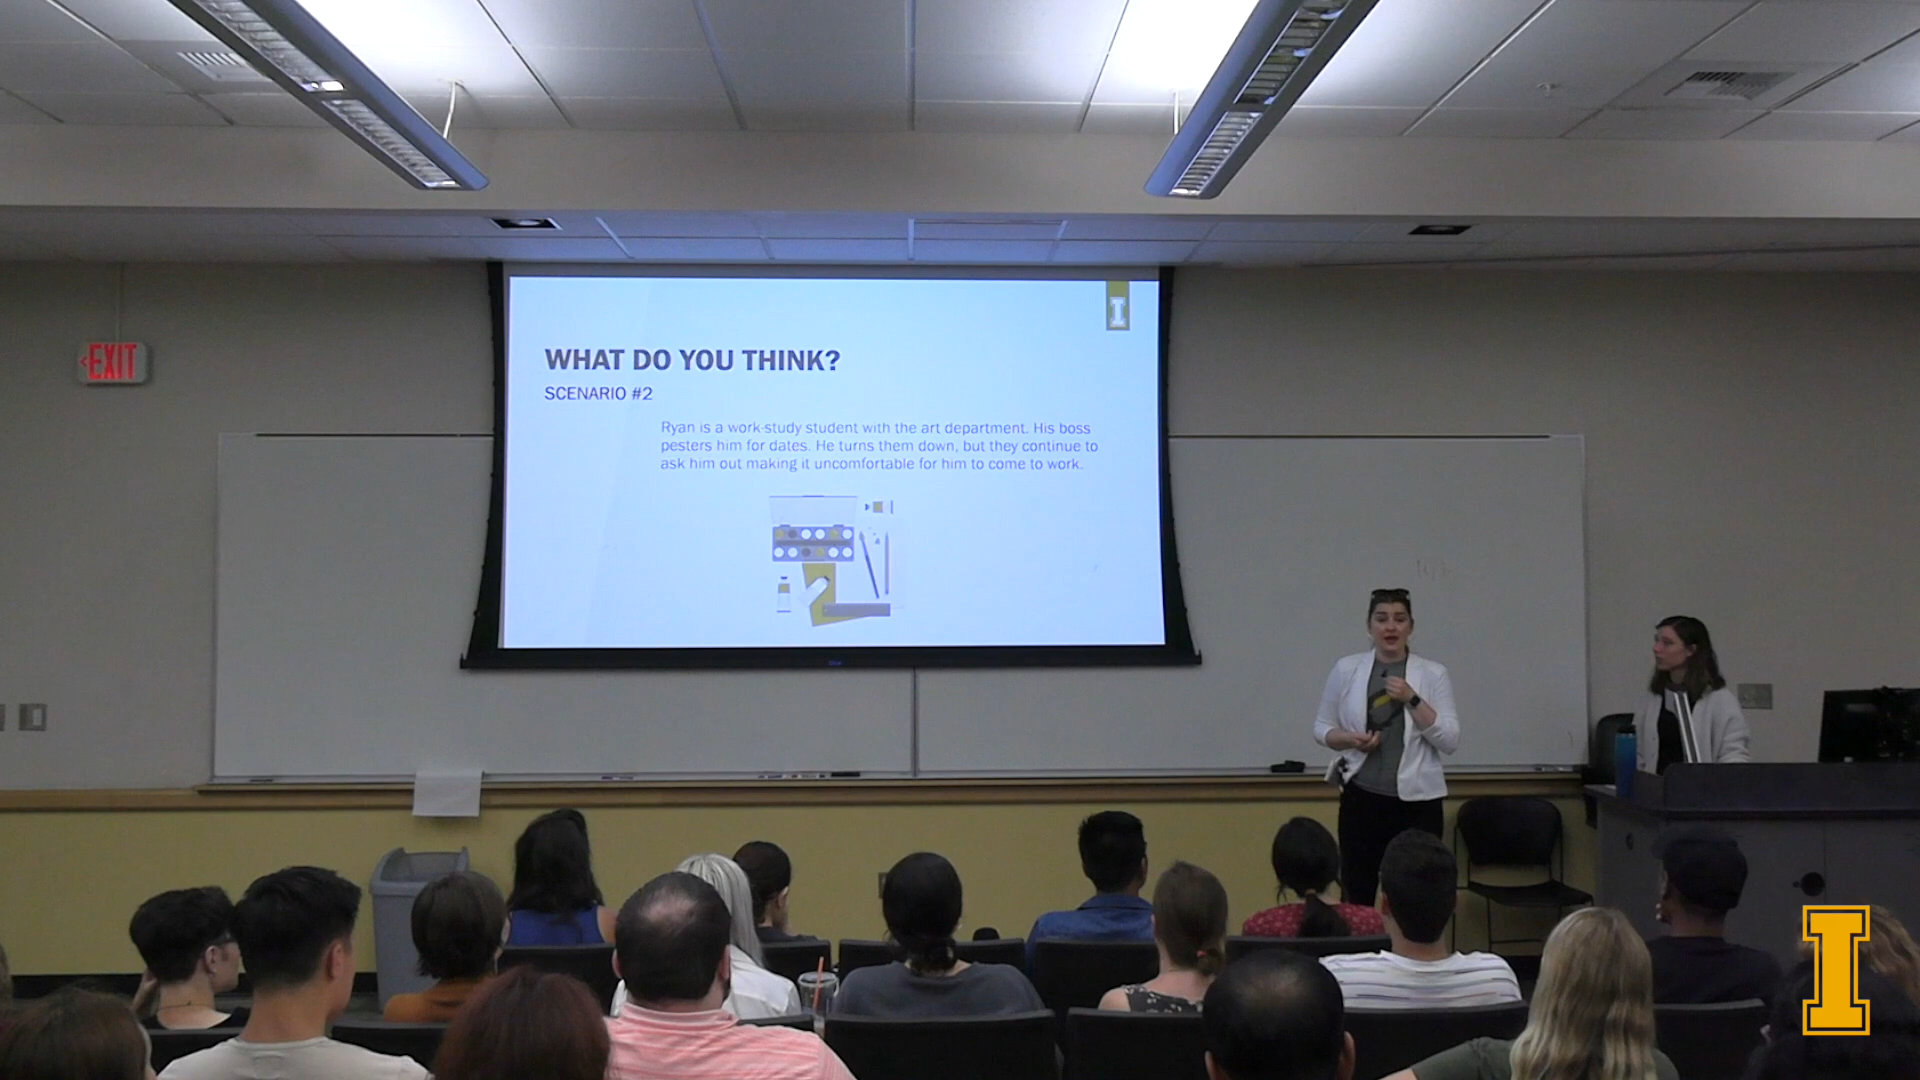 EXIT
I
WHAT DO YOU THINK?
SCENARIO #2
Ryan is a work-study student with the art department. His boss
pesters him for dates. He turns them down, but they continue to
ask him out making it uncomfortable for him to come to work.
I